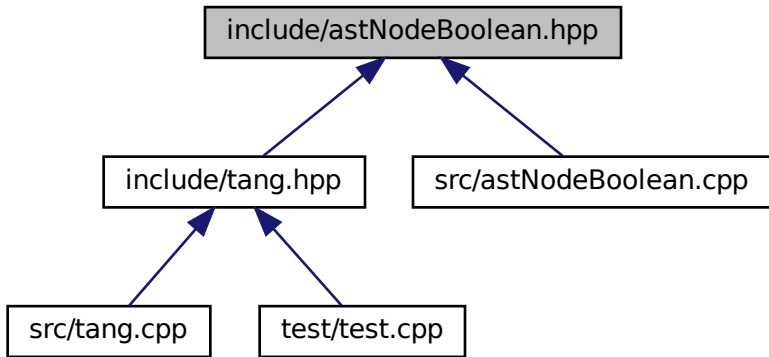 include/astNodeBoolean.hpp
include/tang.hpp
src/astNodeBoolean.cpp
src/tang.cpp
test/test.cpp